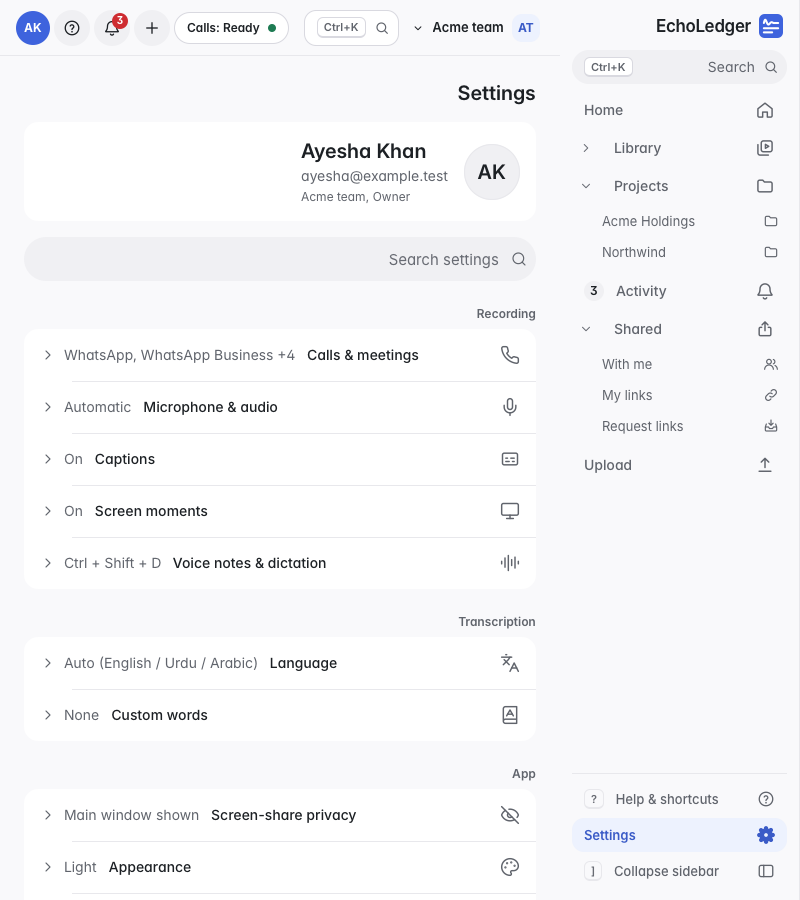 AK
3
Calls: Ready
Ctrl+K
Acme team
AT
EchoLedger
Ctrl+K
Search
Home
Library
Projects
Acme Holdings
Northwind
3
Activity
Shared
With me
My links
Request links
Upload
?
Help & shortcuts
Settings
]
Collapse sidebar
Settings
Ayesha Khan
ayesha@example.test
Acme team, Owner
AK
Search settings
Recording
WhatsApp, WhatsApp Business +4 Calls & meetings
Automatic Microphone & audio
On Captions
On Screen moments
Ctrl + Shift + D Voice notes & dictation
Transcription
Auto (English / Urdu / Arabic) Language
None Custom words
App
Main window shown Screen-share privacy
Light Appearance